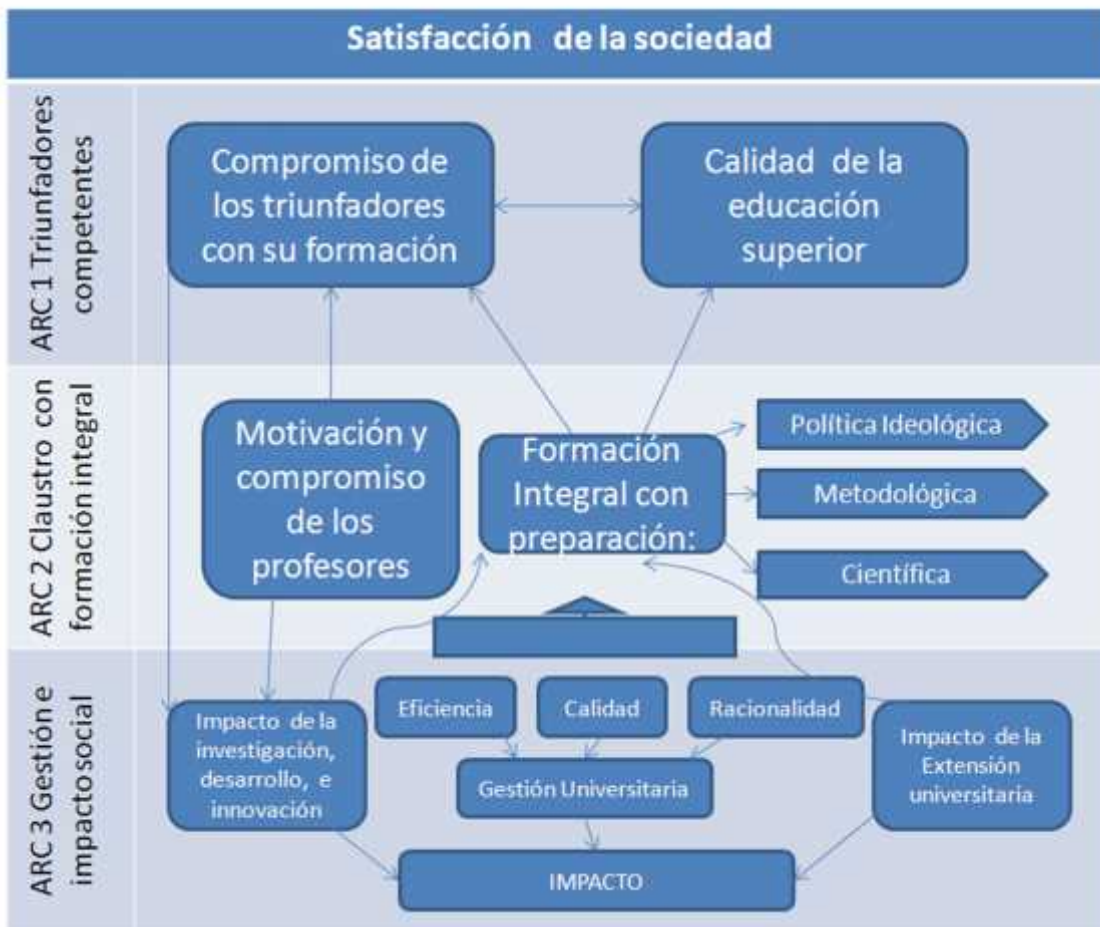 Satisfacción de la sociedad
ARC 1 Triunfadores
competentes
Compromiso de
los triunfadores
con su formación
Calidad de la
educación
superior
ARC 2 Claustro con
formación integral
Motivación y
compromiso
de los
profesores
Formación
Integral con
preparación:
Política Ideológica
Metodológica
Científica
ARC 3 Gestión e
impacto social
Impacto de la
investigación,
desarrollo, e
innovación
Eficiencia
Calidad
Racionalidad
Gestión Universitaria
Impacto de la
Extensión
universitaria
IMPACTO